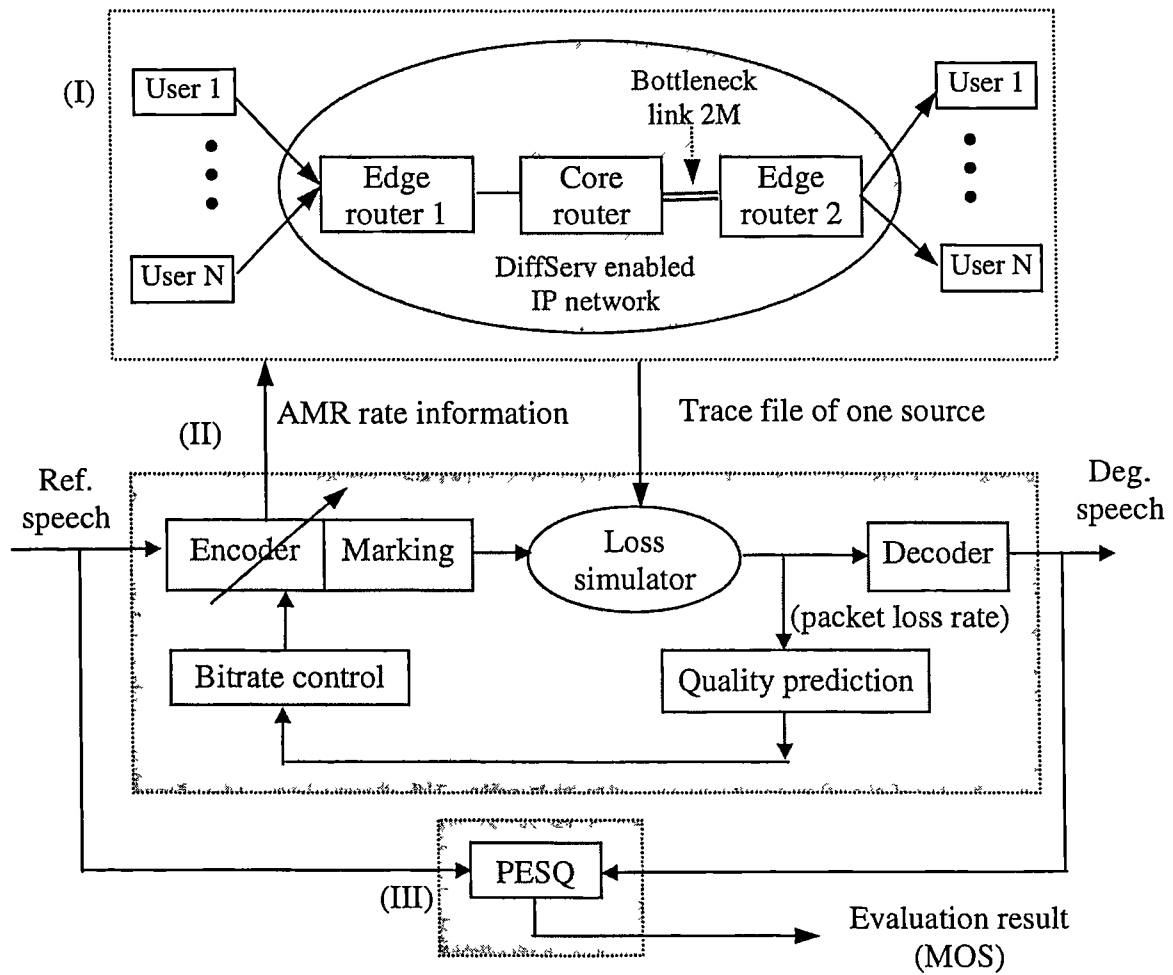 (I)
User 1
User N
Edge
router 1
Core
router
Bottleneck
link 2M
Edge
router 2
DiffServ enabled
IP network
User 1
User N
AMR rate information
Trace file of one source
(II)
Ref.
speech
Encoder
Marking
Loss
simulator
Decoder
Deg.
speech
(packet loss rate)
Bitrate control
Quality prediction
(III)
PESQ
Evaluation result
(MOS)